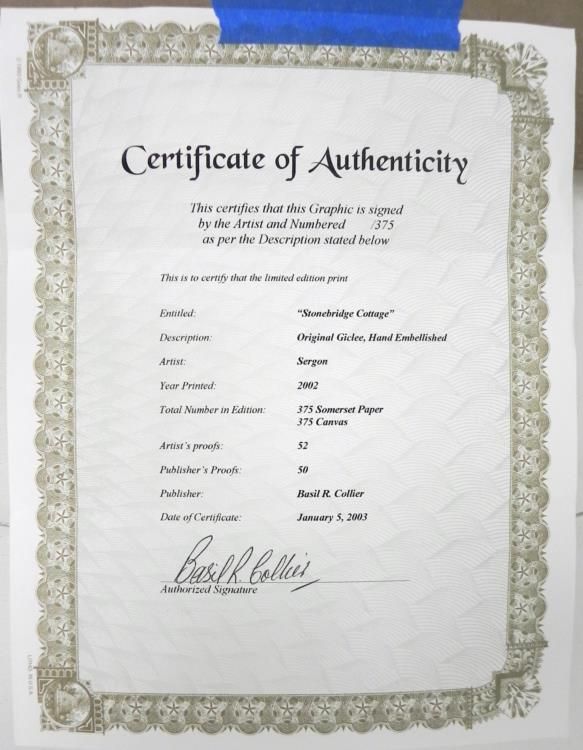 Certificate of Authenticity
This certifies that this Graphic is signed
by the Artist and Numbered /375
as per the Description stated below
This is to certify that the limited edition print
Entitled: "Stonebridge Cottage"
Description: Original Giclee, Hand Embellished
Artist: Sergon
Year Printed: 2002
Total Number in Edition: 375 Somerset Paper
375 Canvas
Artist's proofs: 52
Publisher's Proofs: 50
Publisher: Basil R. Collier
Date of Certificate: January 5, 2003
Basil R. Collier
Authorized Signature